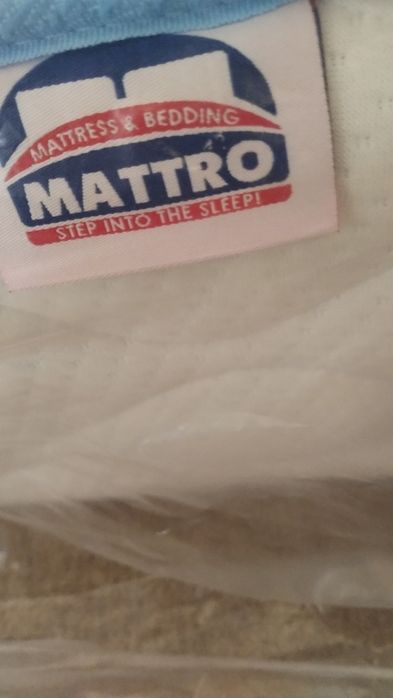 MATTRESS & BEDDING
MATTRO
STEP INTO THE SLEEP!